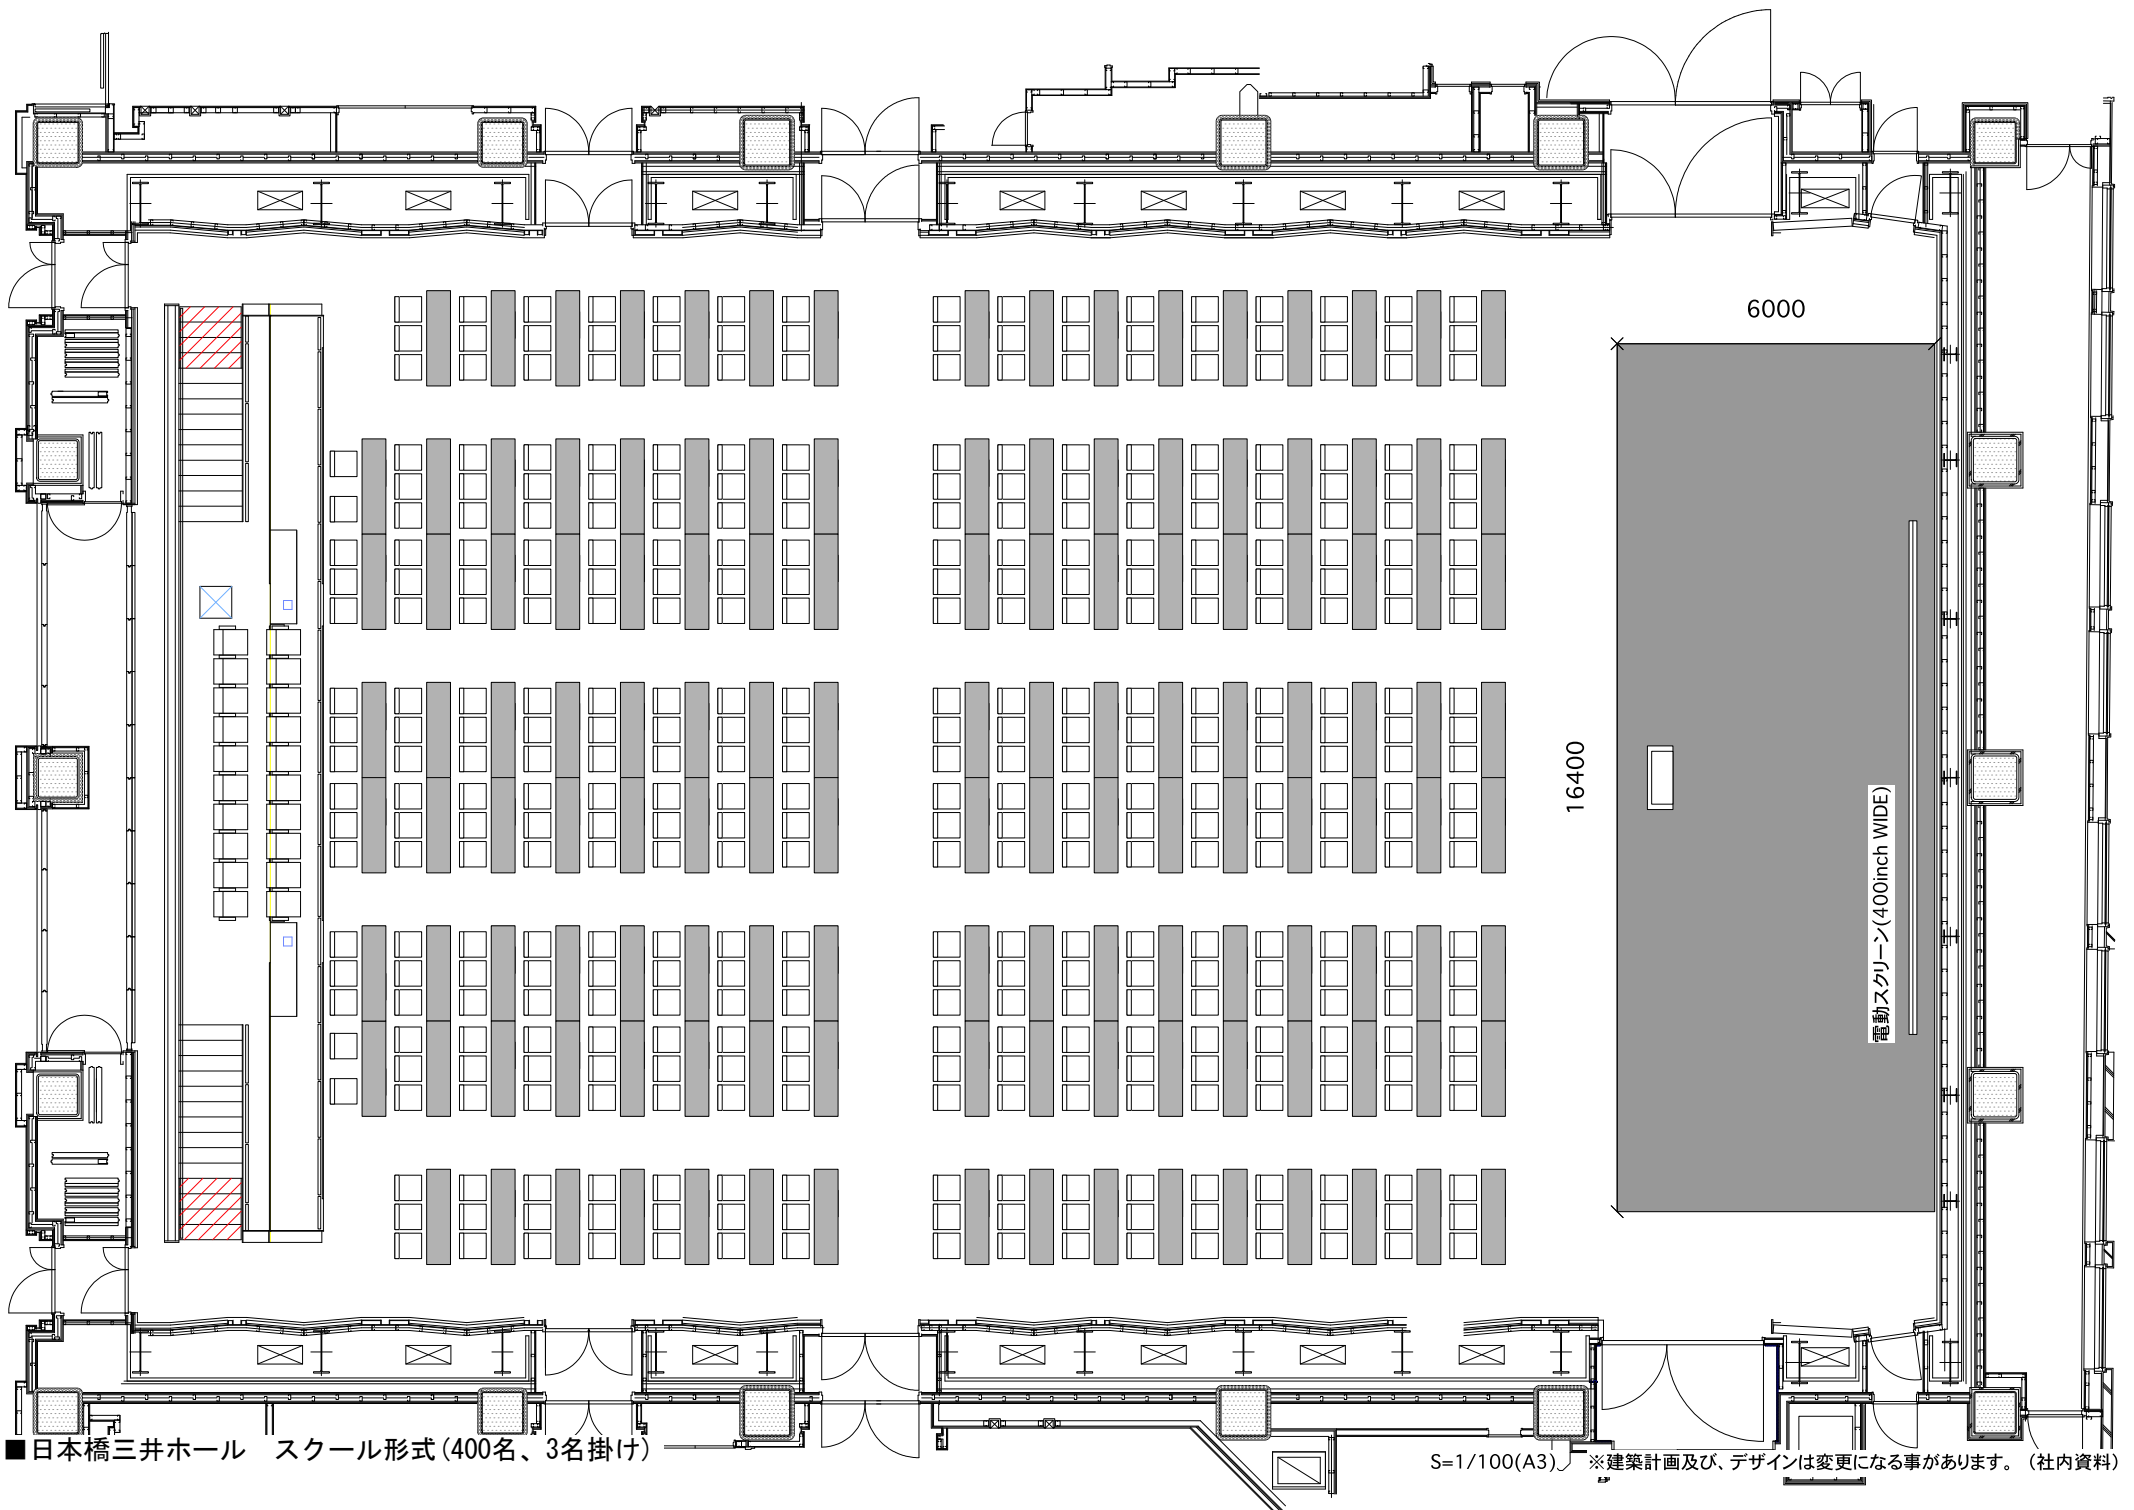 6000
16400
電動スクリーン(400inch WIDE)
■日本橋三井ホール　スクール形式(400名、3名掛け)
S=1/100(A3)　※建築計画及び、デザインは変更になる事があります。（社内資料）